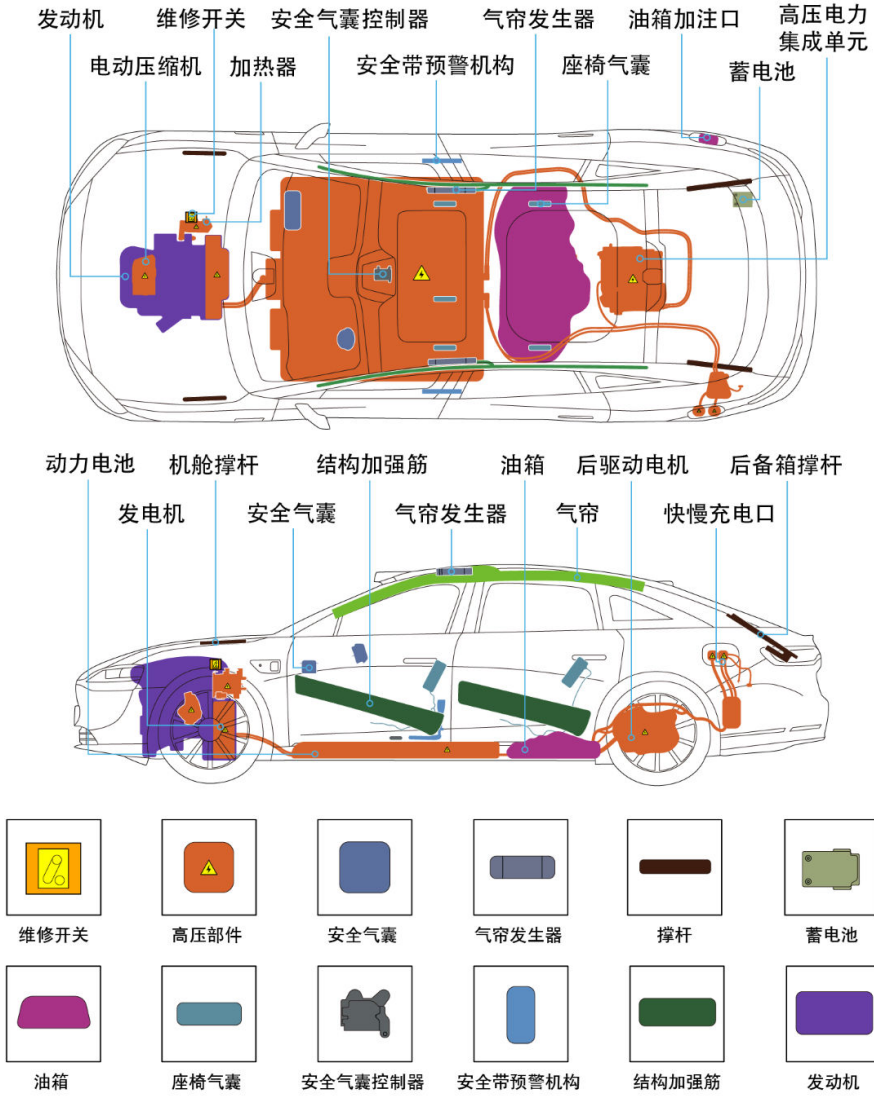 发动机
维修开关
安全气囊控制器
气帘发生器
油箱加注口
高压电力
集成单元
电动压缩机
加热器
安全带预警机构
座椅气囊
蓄电池
动力电池
机舱撑杆
结构加强筋
油箱
后驱动电机
后备箱撑杆
发电机
安全气囊
气帘发生器
气帘
快慢充电口
维修开关
高压部件
安全气囊
气帘发生器
撑杆
蓄电池
油箱
座椅气囊
安全气囊控制器
安全带预警机构
结构加强筋
发动机